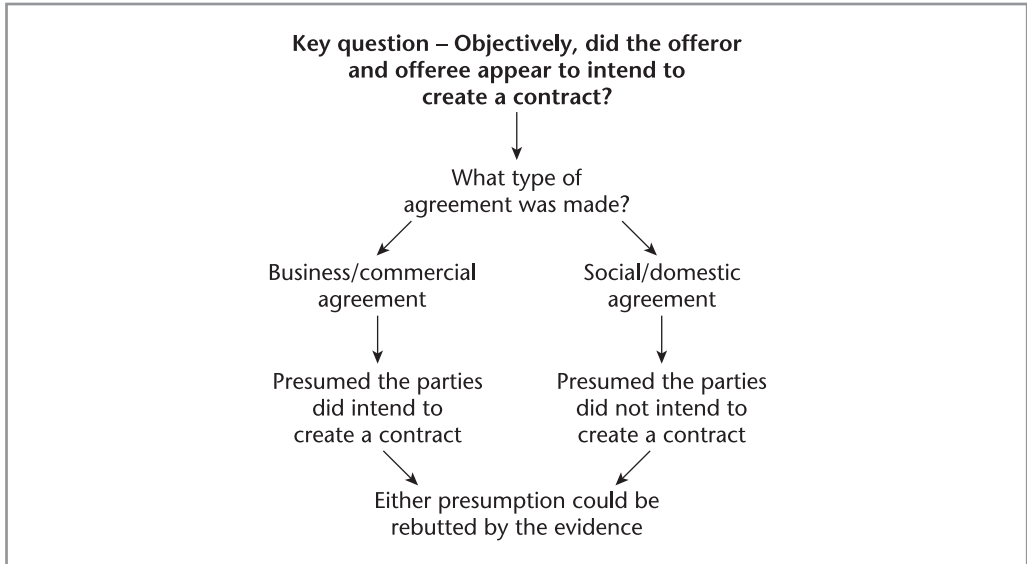 Key question – Objectively, did the offeror
and offeree appear to intend to
create a contract?
What type of
agreement was made?
Business/commercial
agreement
Social/domestic
agreement
Presumed the parties
did intend to
create a contract
Presumed the parties
did not intend to
create a contract
Either presumption could be
rebutted by the evidence